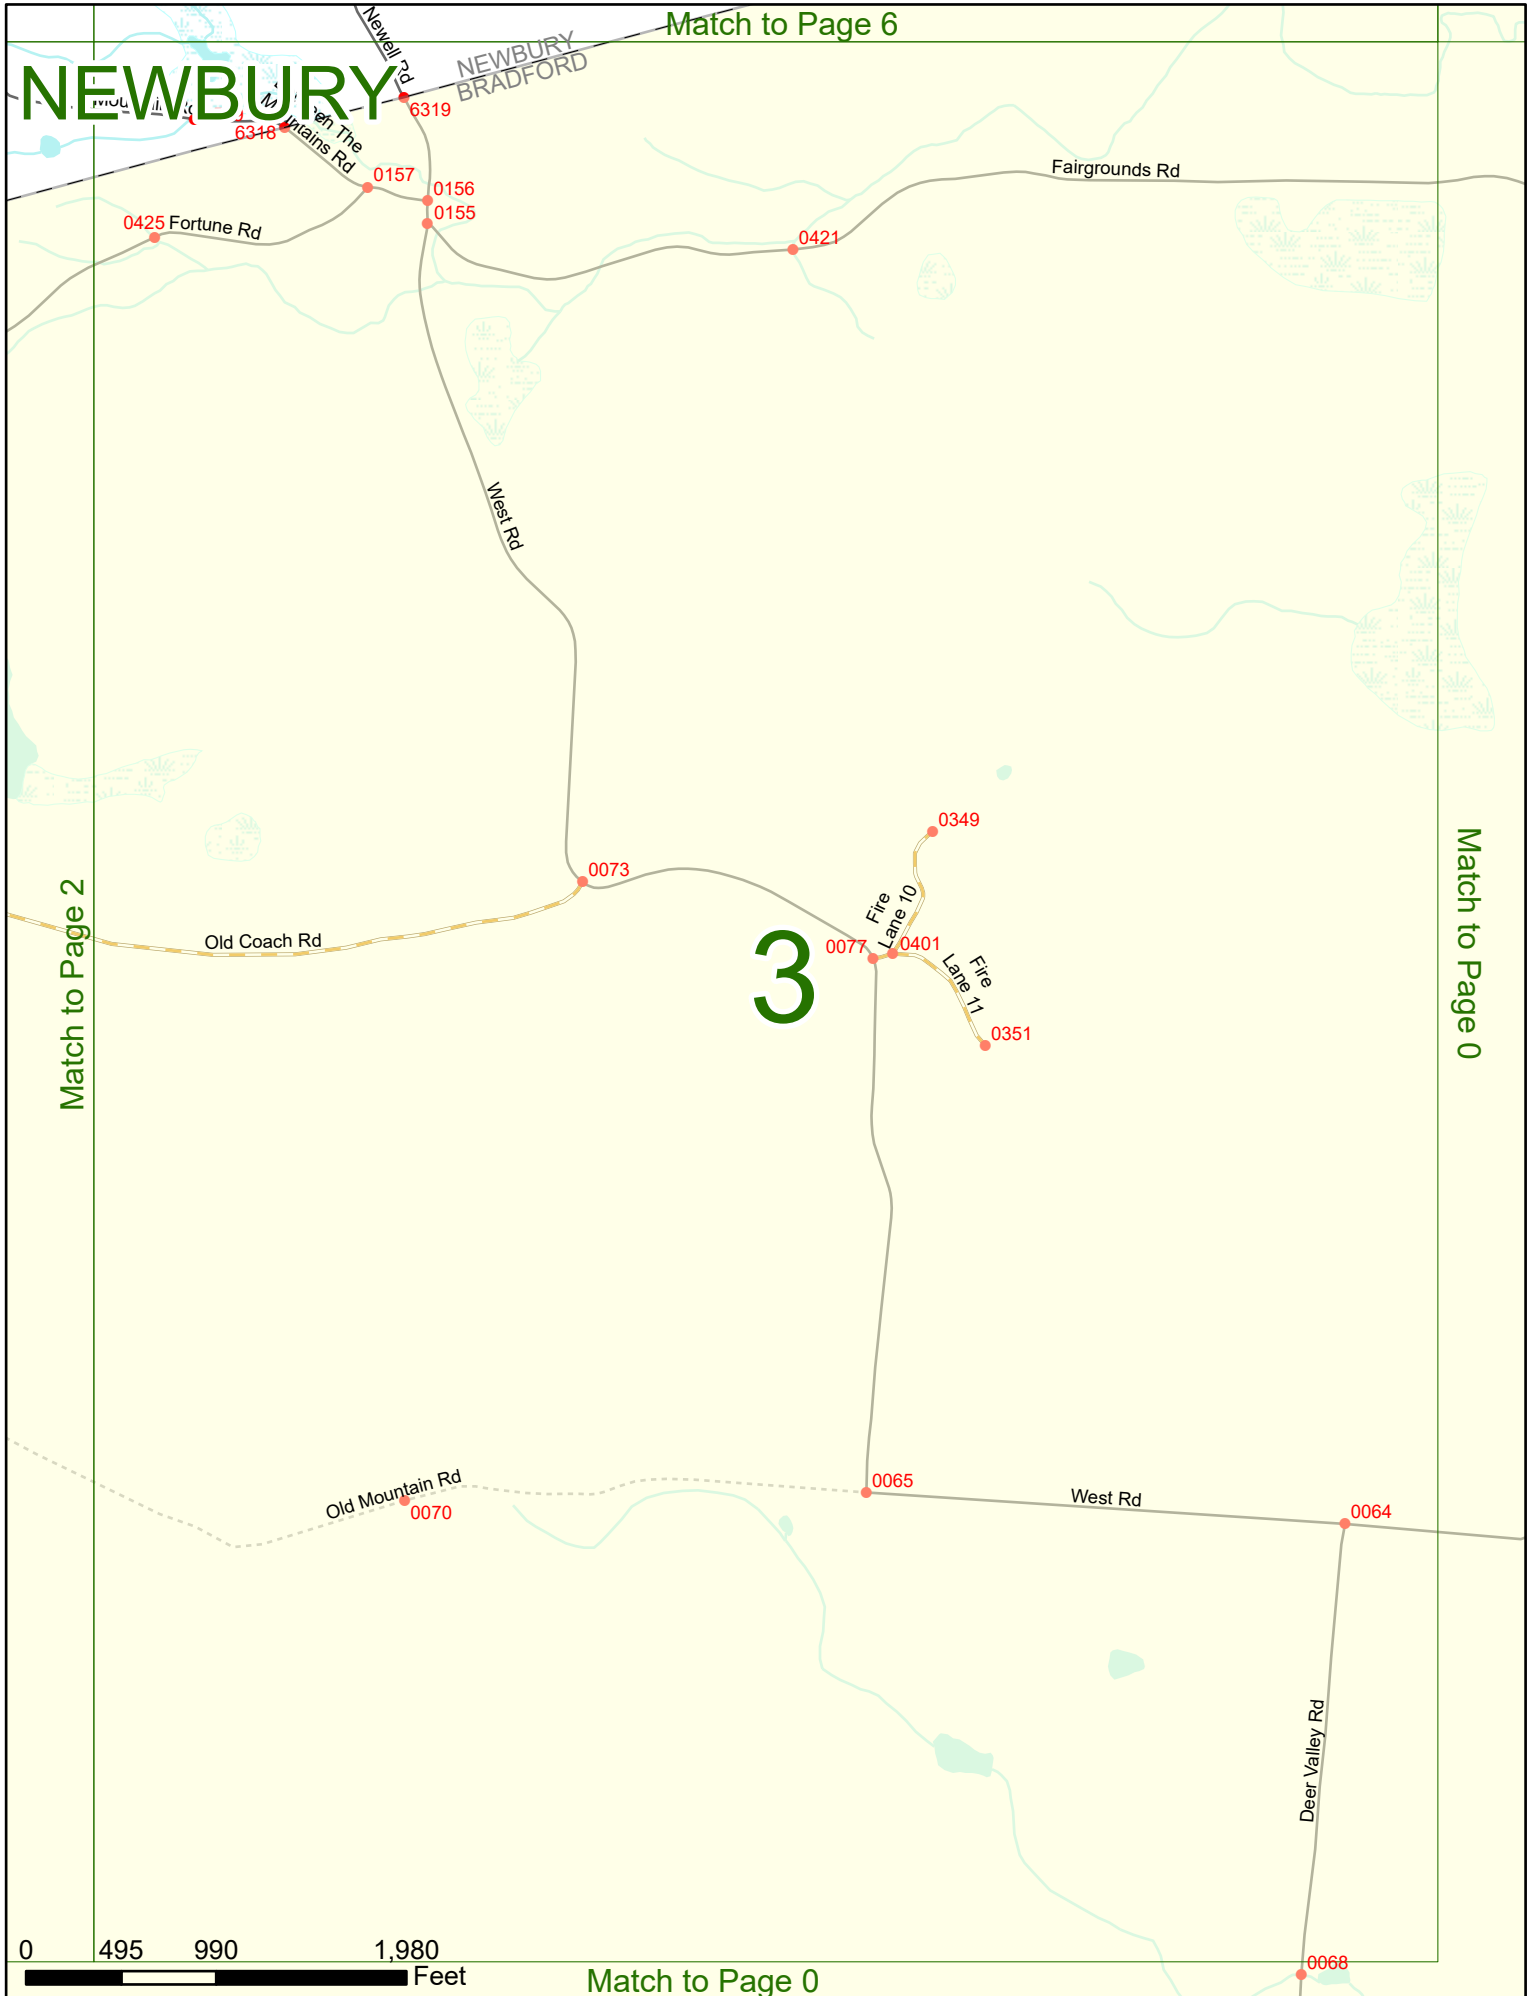 Match to Page 6
NEWBURY
Newell Rd
NEWBURY
BRADFORD
6319
6318
The
ntains Rd
0157
0156
0155
0425
Fortune Rd
Fairgrounds Rd
0421
West Rd
0349
0073
Fire
Lane 10
Old Coach Rd
0077
0401
3
Fire
Lane 11
0351
Match to Page 2
Match to Page 0
Old Mountain Rd
0070
0065
West Rd
0064
Deer Valley Rd
0068
0 495 990 1,980
Feet
Match to Page 0